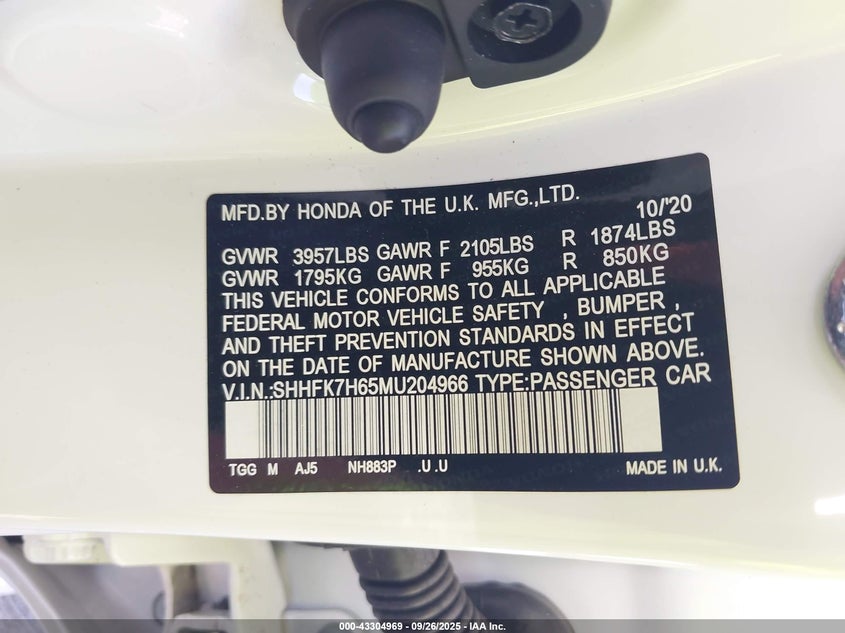 MFD.BY HONDA OF THE U.K. MFG.,LTD. 10/'20
GVWR 3957LBS GAWR F 2105LBS R 1874LBS
GVWR 1795KG GAWR F 955KG R 850KG
THIS VEHICLE CONFORMS TO ALL APPLICABLE
FEDERAL MOTOR VEHICLE SAFETY , BUMPER ,
AND THEFT PREVENTION STANDARDS IN EFFECT
ON THE DATE OF MANUFACTURE SHOWN ABOVE.
V.I.N.:SHHFK7H65MU204966 TYPE:PASSENGER CAR
TGG M AJ5 NH883P .U .U MADE IN U.K.
000-43304969 - 09/26/2025 - IAA Inc.